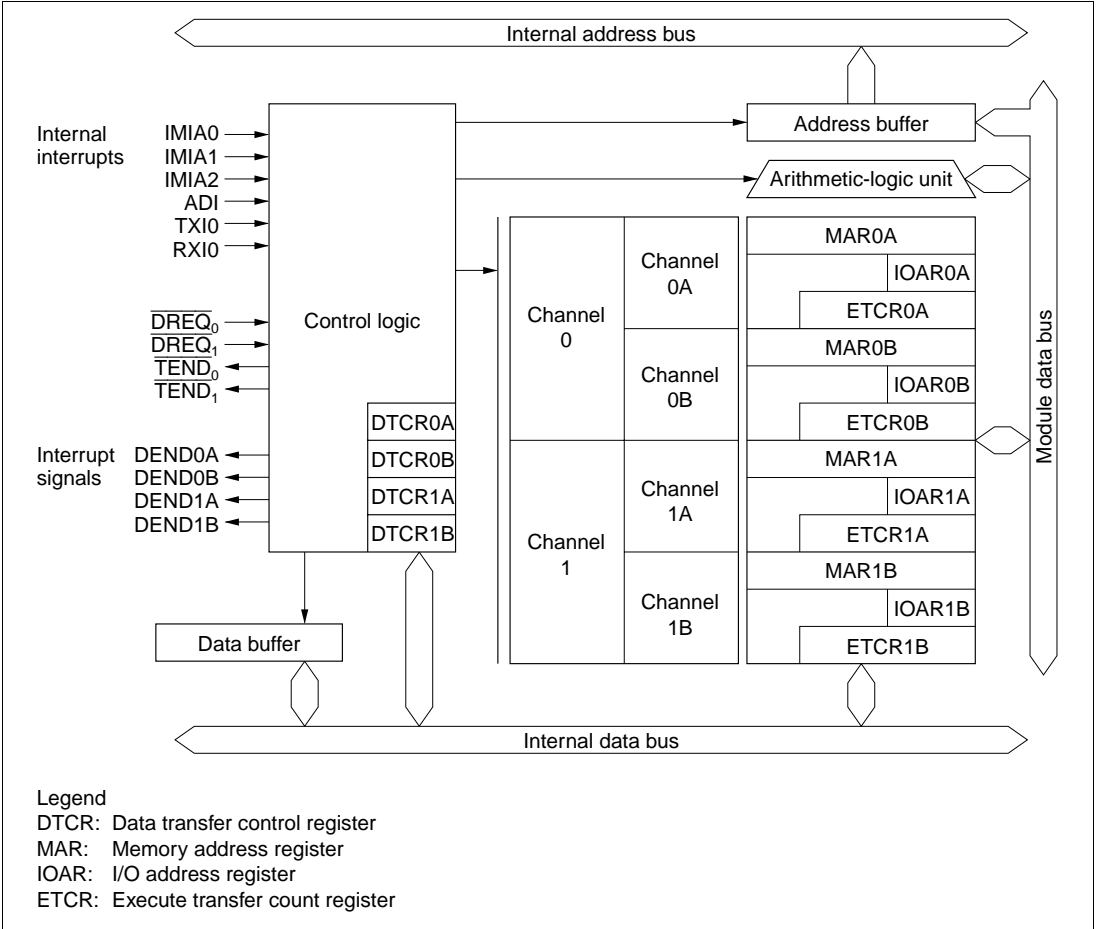 Internal address bus
Internal
interrupts
IMIA0
IMIA1
IMIA2
ADI
TXI0
RXI0
DREQ0
DREQ1
TEND0
TEND1
Interrupt
signals
DEND0A
DEND0B
DEND1A
DEND1B
Control logic
DTCR0A
DTCR0B
DTCR1A
DTCR1B
Data buffer
Address buffer
Arithmetic-logic unit
Channel
0
Channel
1
Channel
0A
Channel
0B
Channel
1A
Channel
1B
MAR0A
IOAR0A
ETCR0A
MAR0B
IOAR0B
ETCR0B
MAR1A
IOAR1A
ETCR1A
MAR1B
IOAR1B
ETCR1B
Module data bus
Internal data bus
Legend
DTCR: Data transfer control register
MAR: Memory address register
IOAR: I/O address register
ETCR: Execute transfer count register